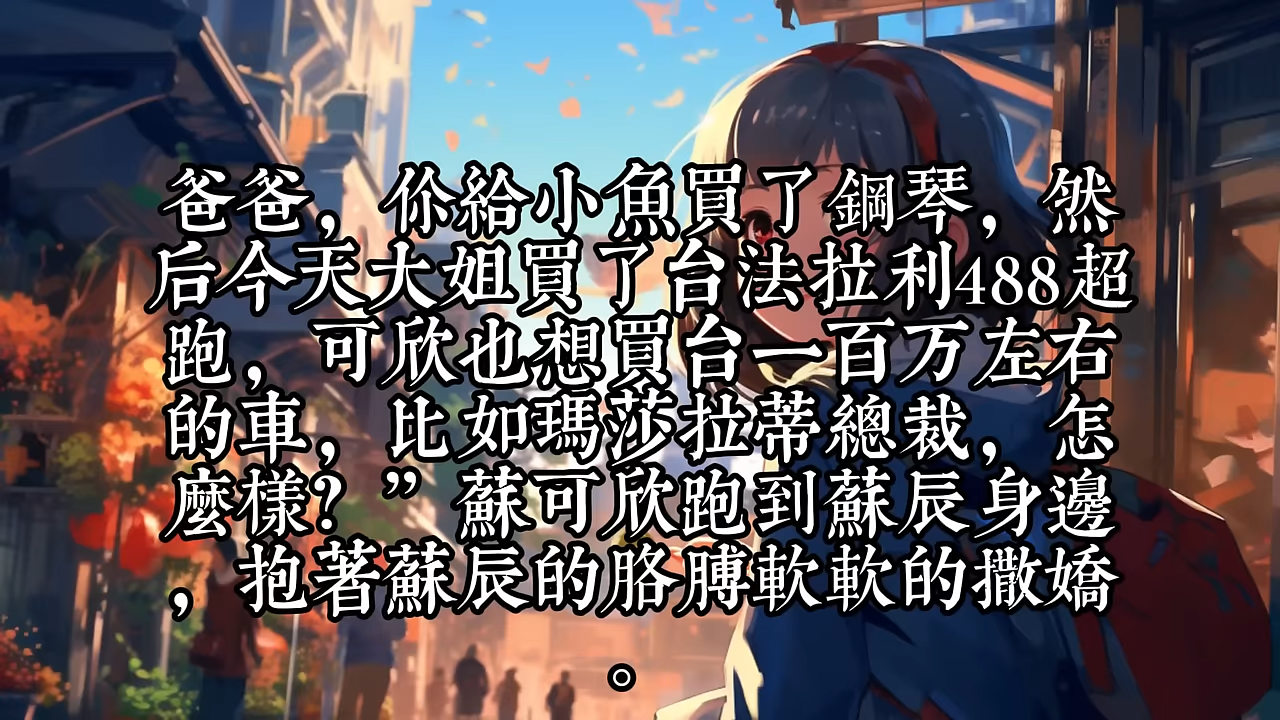 爸爸，你給小魚買了鋼琴，然
后今天大姐買了台法拉利488超
跑，可欣也想買台一百万左右
的車，比如瑪莎拉蒂總裁，怎
麼樣？”蘇可欣跑到蘇辰身邊
，抱著蘇辰的胳膊軟軟的撒嬌
。